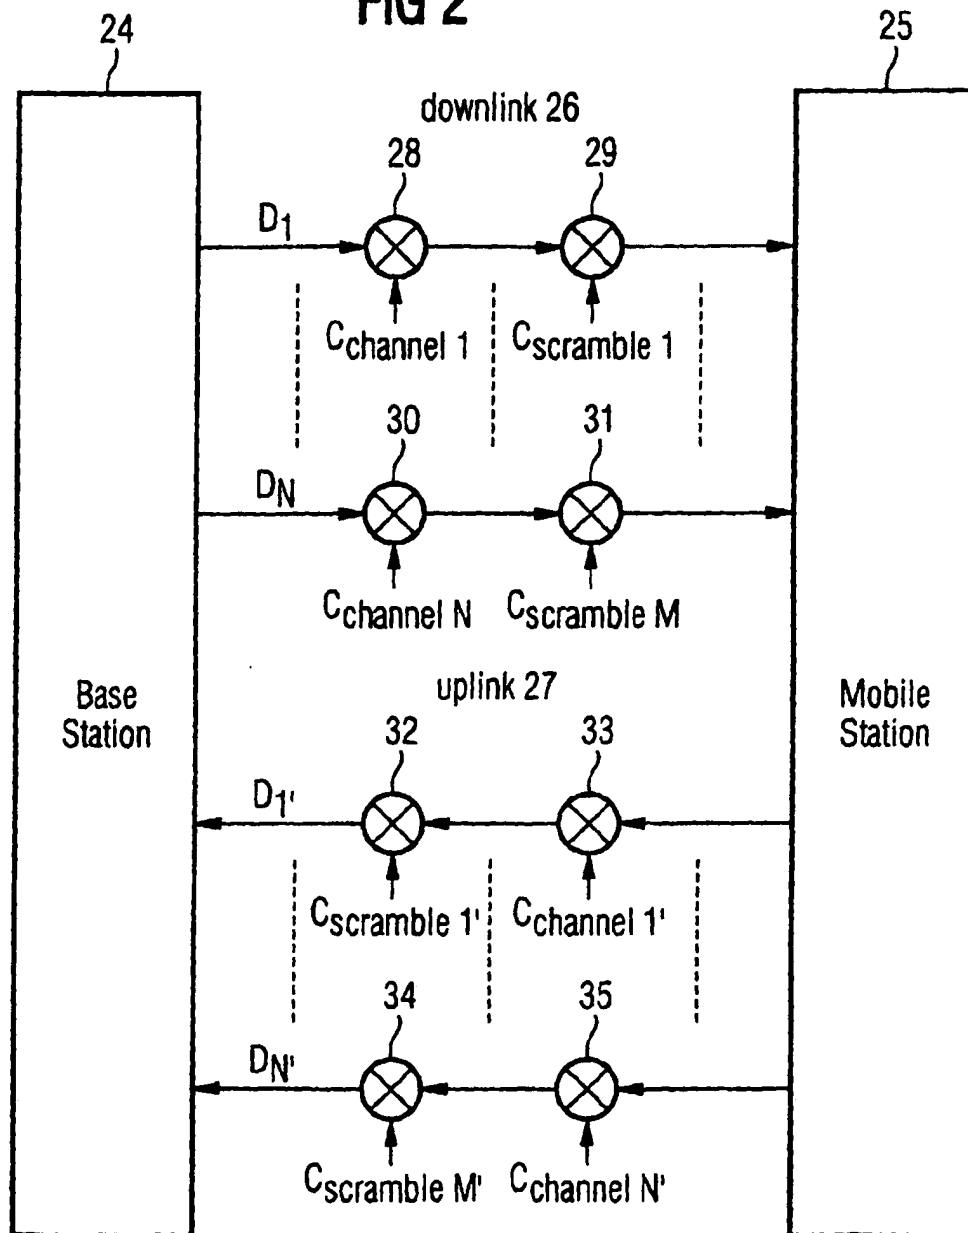 FIG 2
24
25
downlink 26
28
29
D1
Cchannel 1
Cscramble 1
30
31
DN
Cchannel N
Cscramble M
Base
Station
uplink 27
Mobile
Station
32
33
D1'
Cscramble 1'
Cchannel 1'
34
35
DN'
Cscramble M'
Cchannel N'